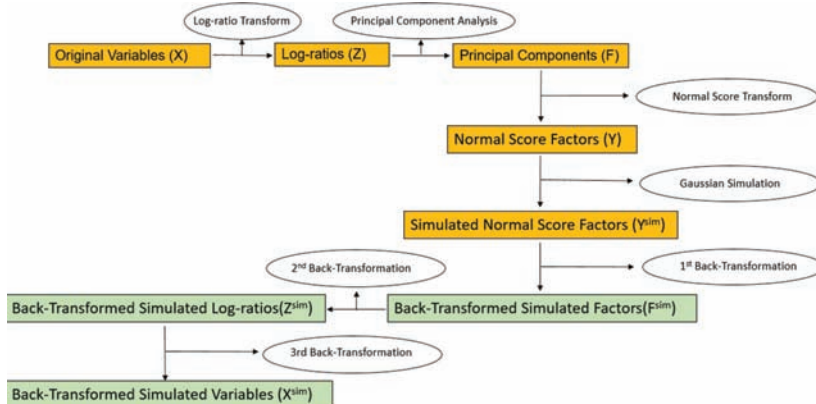 Log-ratio Transform
Principal Component Analysis
Original Variables (X)
Log-ratios (Z)
Principal Components (F)
Normal Score Transform
Normal Score Factors (Y)
Gaussian Simulation
Simulated Normal Score Factors (Yˢⁱᵐ)
2ⁿᵈ Back-Transformation
1ˢᵗ Back-Transformation
Back-Transformed Simulated Log-ratios(Zˢⁱᵐ)
Back-Transformed Simulated Factors(Fˢⁱᵐ)
3rd Back-Transformation
Back-Transformed Simulated Variables (Xˢⁱᵐ)